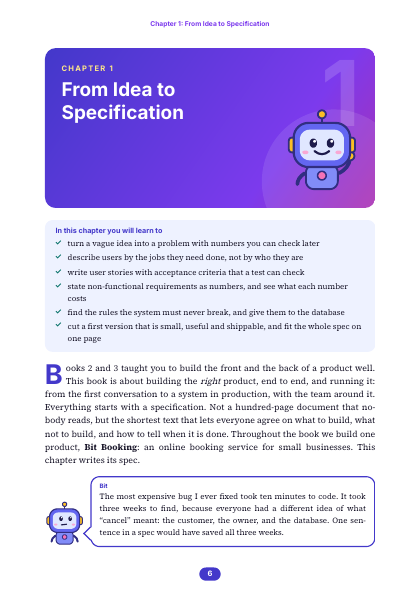 Chapter 1: From Idea to Specification
CHAPTER 1
1
From Idea to
Specification
In this chapter you will learn to
turn a vague idea into a problem with numbers you can check later
describe users by the jobs they need done, not by who they are
write user stories with acceptance criteria that a test can check
state non-functional requirements as numbers, and see what each number
costs
find the rules the system must never break, and give them to the database
cut a first version that is small, useful and shippable, and fit the whole spec on
one page
Books 2 and 3 taught you to build the front and the back of a product well.
This book is about building the right product, end to end, and running it:
from the first conversation to a system in production, with the team around it.
Everything starts with a specification. Not a hundred-page document that no-
body reads, but the shortest text that lets everyone agree on what to build, what
not to build, and how to tell when it is done. Throughout the book we build one
product, Bit Booking: an online booking service for small businesses. This
chapter writes its spec.
Bit
The most expensive bug I ever fixed took ten minutes to code. It took
three weeks to find, because everyone had a different idea of what
“cancel” meant: the customer, the owner, and the database. One sen-
tence in a spec would have saved all three weeks.
6